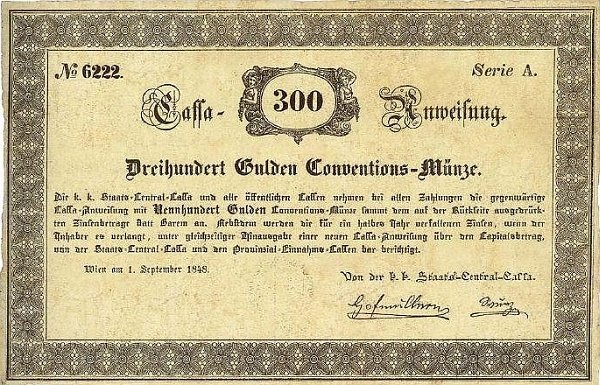 No 6222.
Serie A.
Cassa-
300
Anweisung.
Dreihundert Gulden Conventions-Münze.
Die k. k. Staats-Central-Cassa und alle öffentlichen Cassen nehmen bei allen Zahlungen die gegenwärtige
Cassa-Anweisung mit Neunhundert Gulden Conventions-Münze sammt dem auf der Rückseite ausgedrück-
ten Zinsenbetrage statt Barem an. Nebstdem werden die für ein halbes Jahr verfallenen Zinsen, wenn der
Inhaber es verlangt, unter gleichzeitiger Hinausgabe einer neuen Cassa-Anweisung über den Capitalsbetrag,
von der Staats-Central-Cassa und den Provinzial-Einnahms-Cassen bar berichtigt.
Wien am 1. September 1848.
Von der k. k. Staats-Central-Cassa.